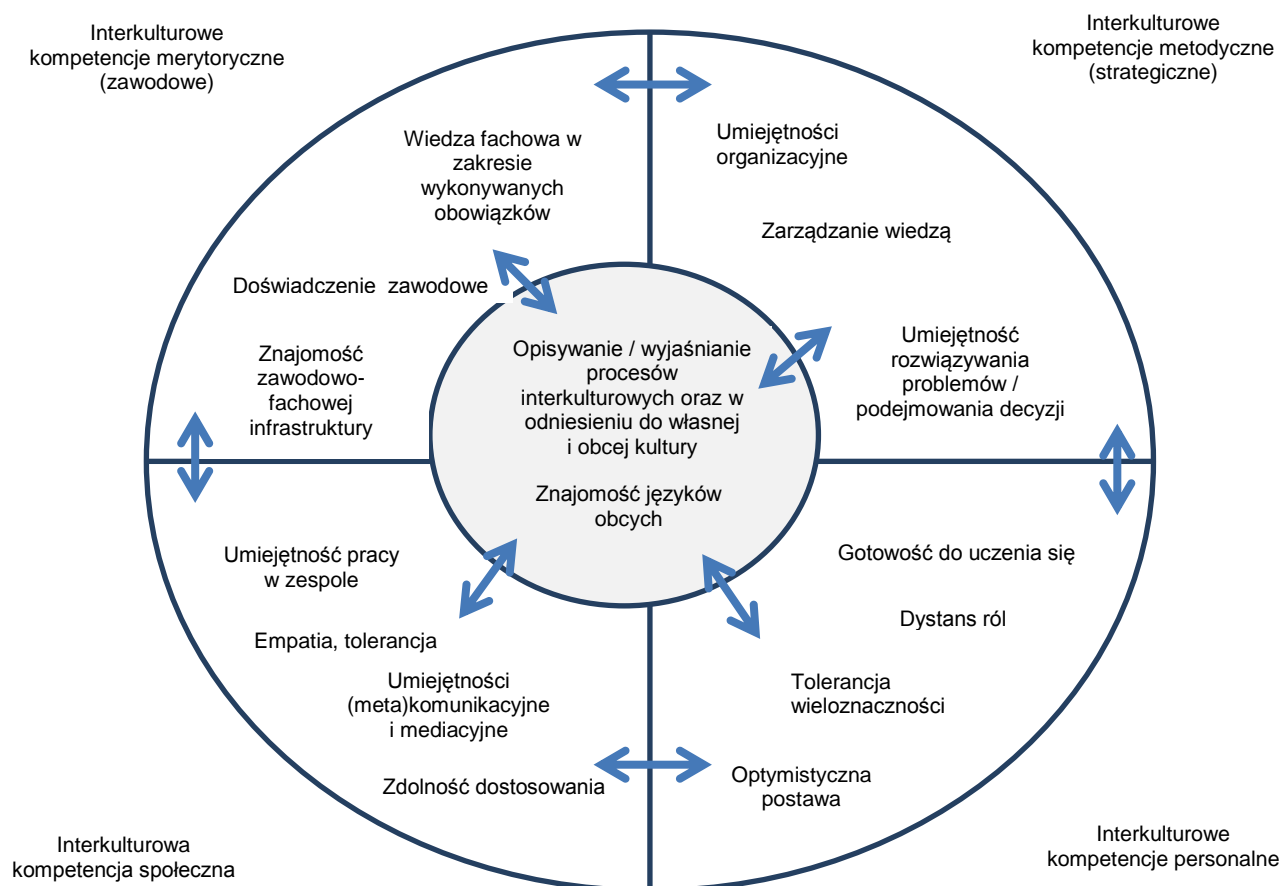 Interkulturowe
kompetencje merytoryczne
(zawodowe)
Interkulturowe
kompetencje metodyczne
(strategiczne)
Wiedza fachowa w
zakresie
wykonywanych
obowiązków
Doświadczenie zawodowe
Znajomość
zawodowo-
fachowej
infrastruktury
Umiejętności
organizacyjne
Zarządzanie wiedzą
Umiejętność
rozwiązywania
problemów /
podejmowania decyzji
Opisywanie / wyjaśnianie
procesów
interkulturowych oraz w
odniesieniu do własnej
i obcej kultury
Znajomość języków
obcych
Umiejętność pracy
w zespole
Empatia, tolerancja
Umiejętności
(meta)komunikacyjne
i mediacyjne
Zdolność dostosowania
Gotowość do uczenia się
Dystans ról
Tolerancja
wieloznaczności
Optymistyczna
postawa
Interkulturowa
kompetencja społeczna
Interkulturowe
kompetencje personalne